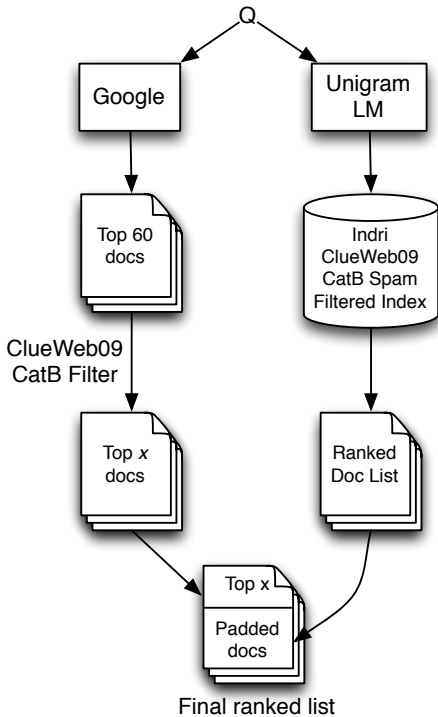 Q
Google
Unigram
LM
Top 60
docs
Indri
ClueWeb09
CatB Spam
Filtered Index
ClueWeb09
CatB Filter
Top x
docs
Ranked
Doc List
Top x
Padded
docs
Final ranked list